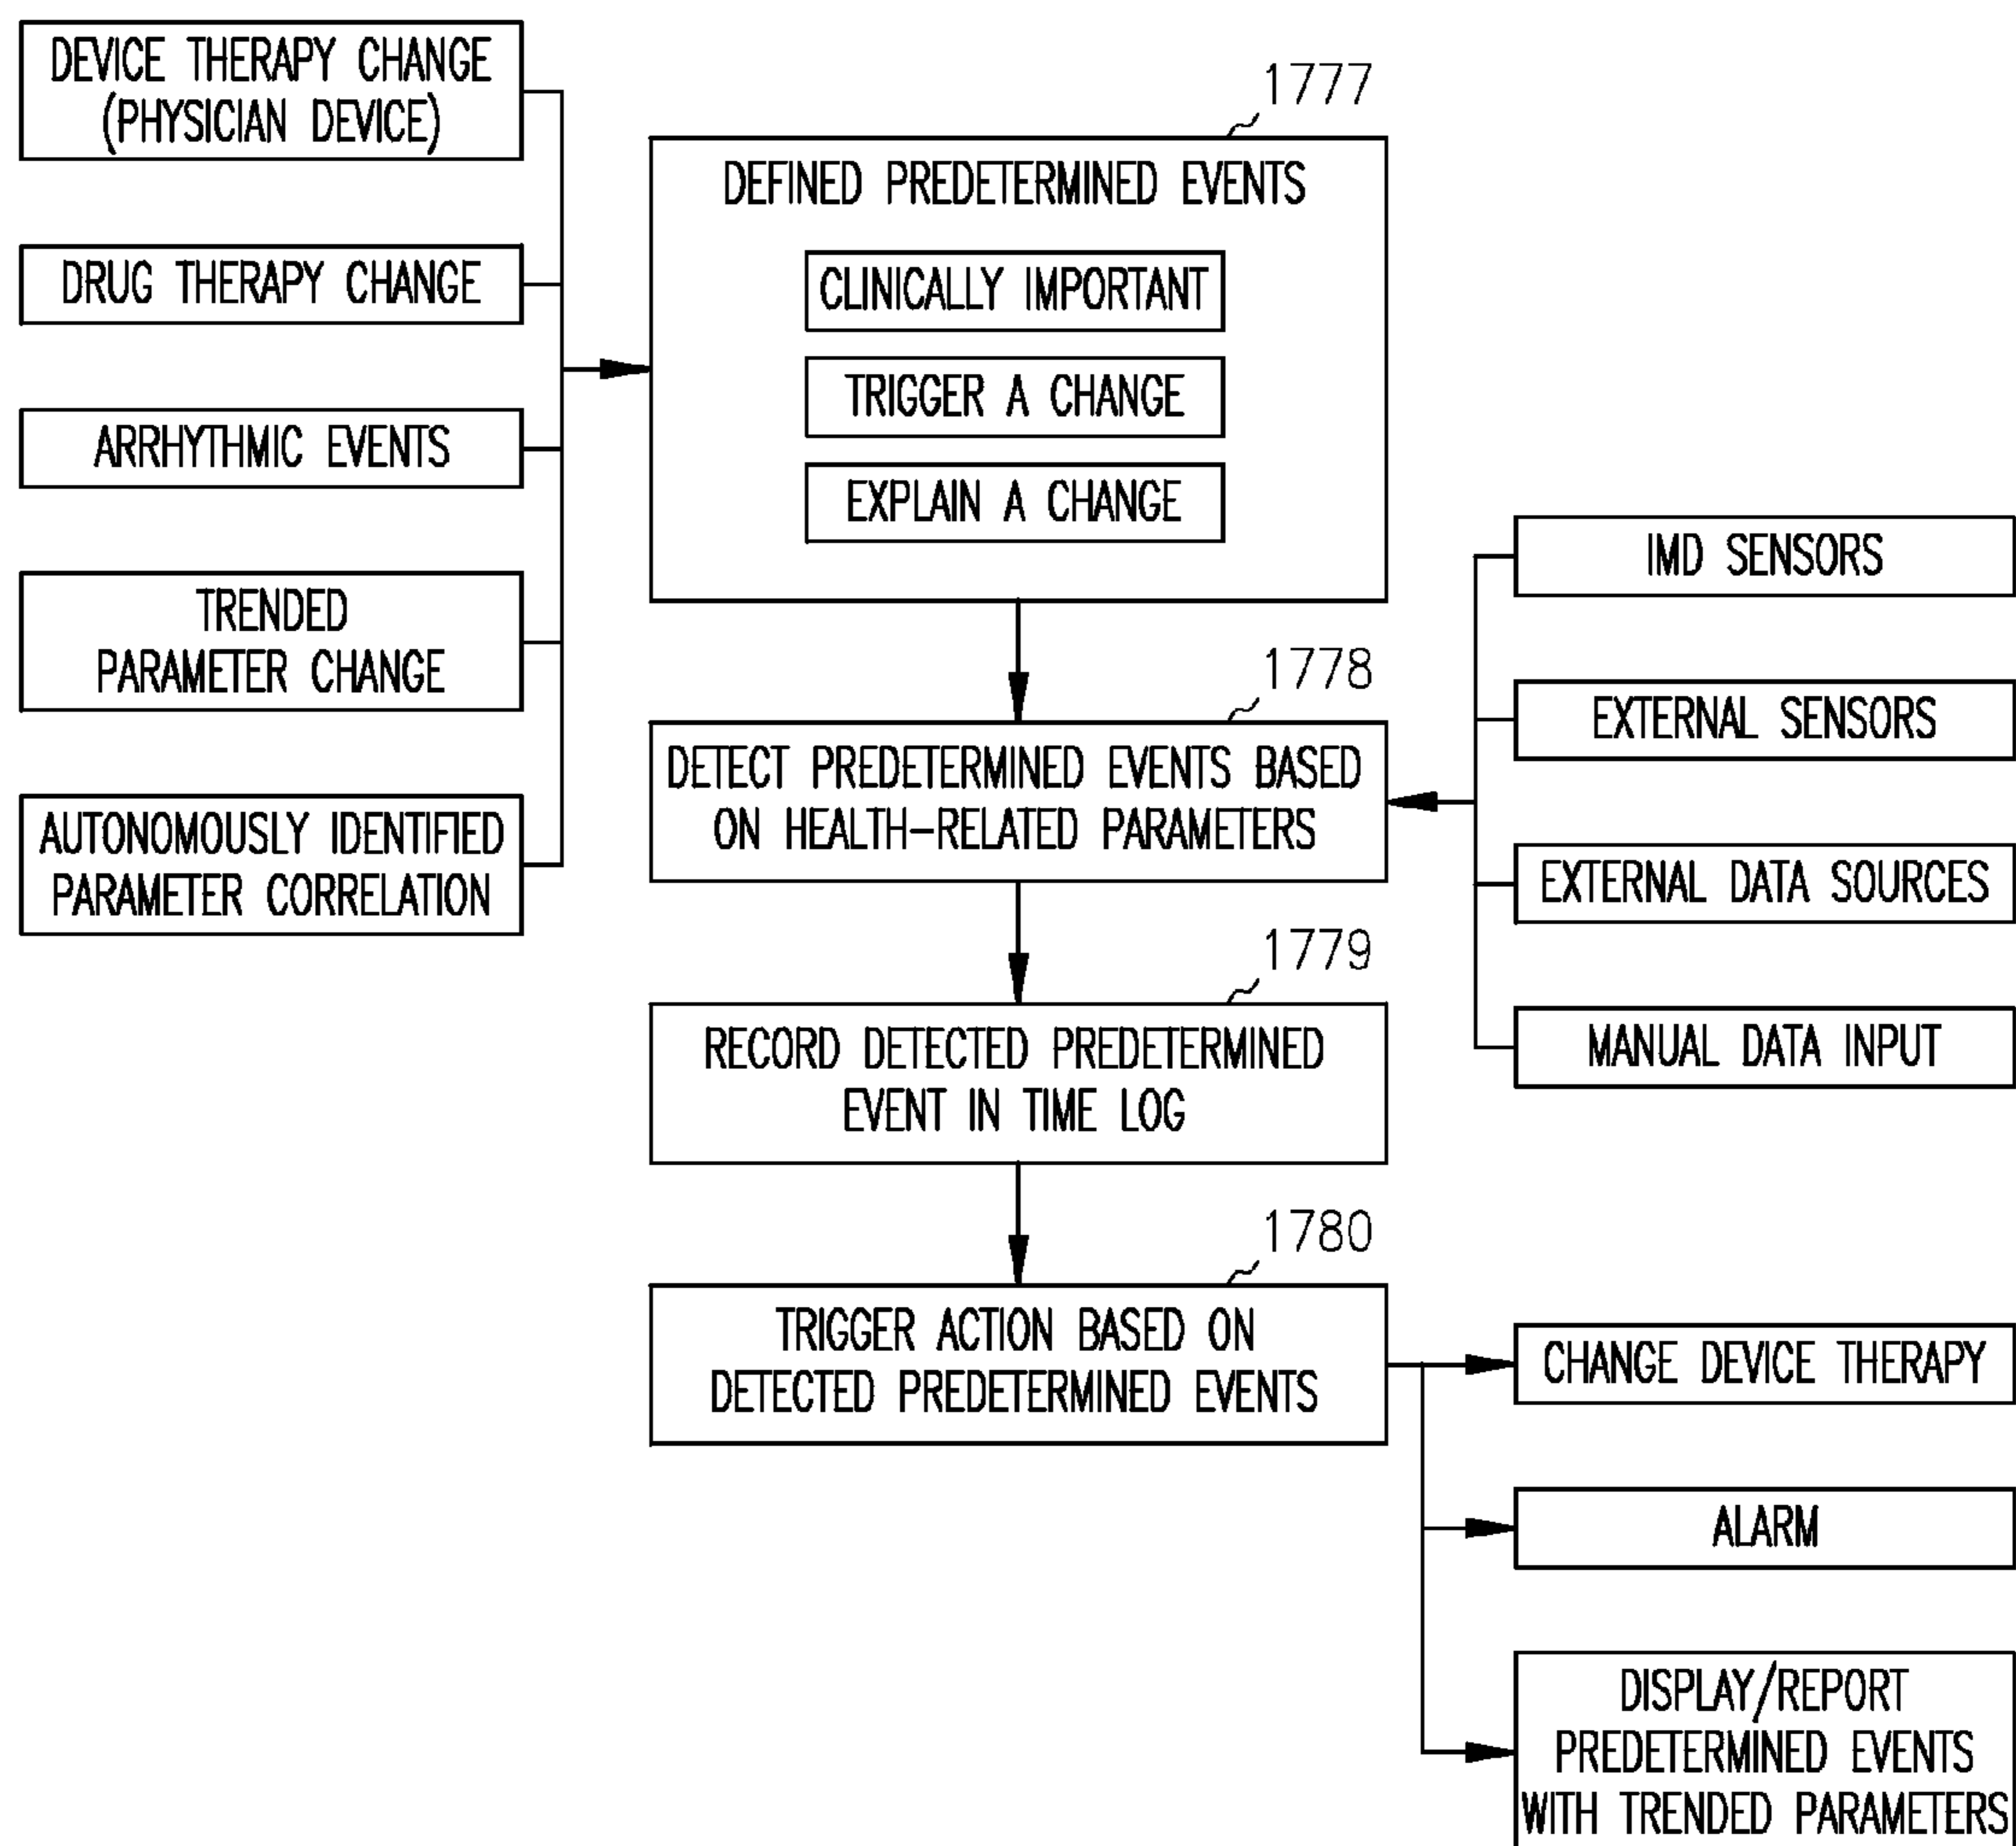 DEVICE THERAPY CHANGE
(PHYSICIAN DEVICE)
DRUG THERAPY CHANGE
ARRHYTHMIC EVENTS
TRENDED
PARAMETER CHANGE
AUTONOMOUSLY IDENTIFIED
PARAMETER CORRELATION
1777
DEFINED PREDETERMINED EVENTS
CLINICALLY IMPORTANT
TRIGGER A CHANGE
EXPLAIN A CHANGE
1778
DETECT PREDETERMINED EVENTS BASED
ON HEALTH-RELATED PARAMETERS
IMD SENSORS
EXTERNAL SENSORS
EXTERNAL DATA SOURCES
MANUAL DATA INPUT
1779
RECORD DETECTED PREDETERMINED
EVENT IN TIME LOG
1780
TRIGGER ACTION BASED ON
DETECTED PREDETERMINED EVENTS
CHANGE DEVICE THERAPY
ALARM
DISPLAY/REPORT
PREDETERMINED EVENTS
WITH TRENDED PARAMETERS